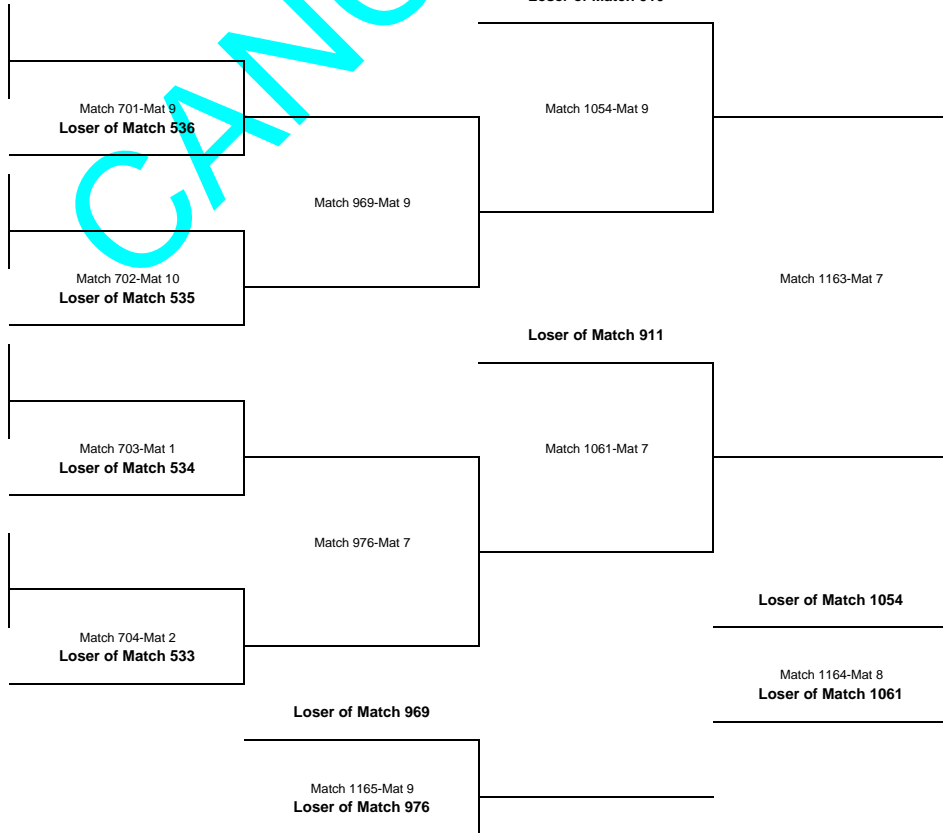 Match 701-Mat 9
Loser of Match 536
Match 702-Mat 10
Loser of Match 535
Match 703-Mat 1
Loser of Match 534
Match 704-Mat 2
Loser of Match 533
Match 969-Mat 9
Match 976-Mat 7
Loser of Match 969
Match 1165-Mat 9
Loser of Match 976
Loser of Match
Match 1054-Mat 9
Loser of Match 911
Match 1061-Mat 7
Match 1163-Mat 7
Loser of Match 1054
Match 1164-Mat 8
Loser of Match 1061